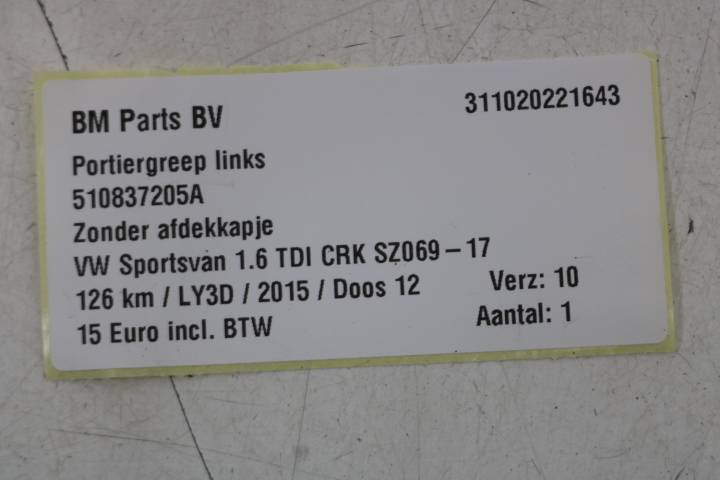 BM Parts BV 311020221643
Portiergreep links
510837205A
Zonder afdekkapje
VW Sportsvan 1.6 TDI CRK SZ069-17
126 km / LY3D / 2015 / Doos 12 Verz: 10
15 Euro incl. BTW Aantal: 1